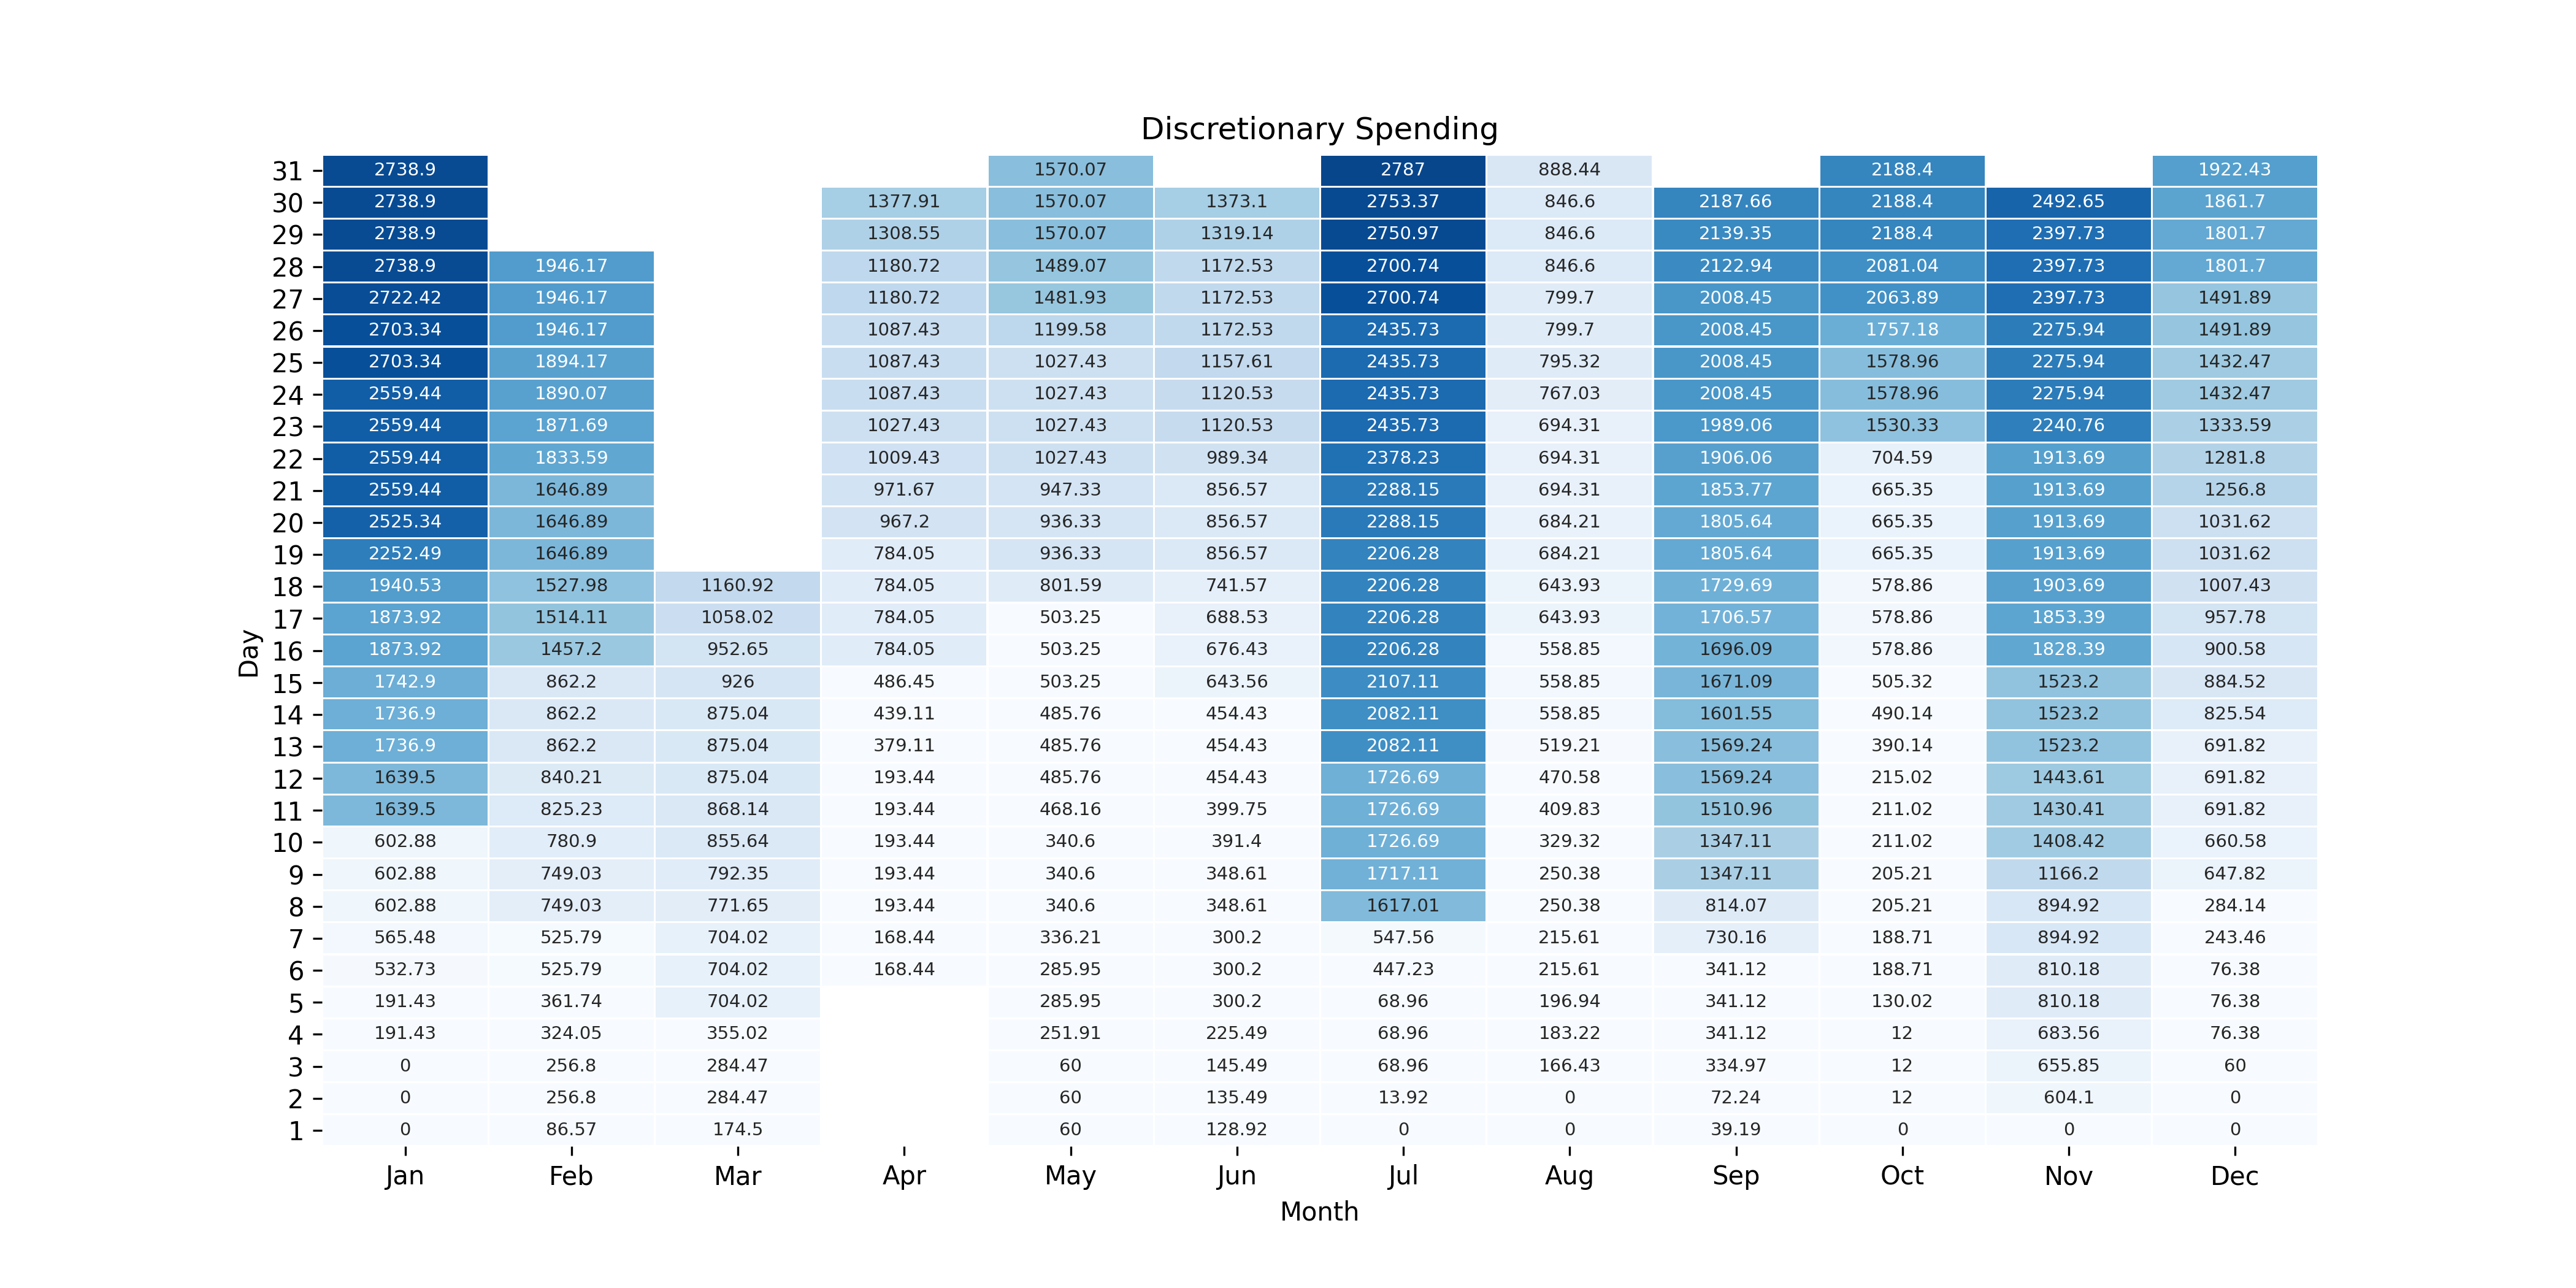 Discretionary Spending
31 2738.9 1570.07 2787 888.44 2188.4 1922.43
30 2738.9 1377.91 1570.07 1373.1 2753.37 846.6 2187.66 2188.4 2492.65 1861.7
29 2738.9 1308.55 1570.07 1319.14 2750.97 846.6 2139.35 2188.4 2397.73 1801.7
28 2738.9 1946.17 1180.72 1489.07 1172.53 2700.74 846.6 2122.94 2081.04 2397.73 1801.7
27 2722.42 1946.17 1180.72 1481.93 1172.53 2700.74 799.7 2008.45 2063.89 2397.73 1491.89
26 2703.34 1946.17 1087.43 1199.58 1172.53 2435.73 799.7 2008.45 1757.18 2275.94 1491.89
25 2703.34 1894.17 1087.43 1027.43 1157.61 2435.73 795.32 2008.45 1578.96 2275.94 1432.47
24 2559.44 1890.07 1087.43 1027.43 1120.53 2435.73 767.03 2008.45 1578.96 2275.94 1432.47
23 2559.44 1871.69 1027.43 1027.43 1120.53 2435.73 694.31 1989.06 1530.33 2240.76 1333.59
22 2559.44 1833.59 1009.43 1027.43 989.34 2378.23 694.31 1906.06 704.59 1913.69 1281.8
21 2559.44 1646.89 971.67 947.33 856.57 2288.15 694.31 1853.77 665.35 1913.69 1256.8
20 2525.34 1646.89 967.2 936.33 856.57 2288.15 684.21 1805.64 665.35 1913.69 1031.62
19 2252.49 1646.89 784.05 936.33 856.57 2206.28 684.21 1805.64 665.35 1913.69 1031.62
18 1940.53 1527.98 1160.92 784.05 801.59 741.57 2206.28 643.93 1729.69 578.86 1903.69 1007.43
17 1873.92 1514.11 1058.02 784.05 503.25 688.53 2206.28 643.93 1706.57 578.86 1853.39 957.78
16 1873.92 1457.2 952.65 784.05 503.25 676.43 2206.28 558.85 1696.09 578.86 1828.39 900.58
15 1742.9 862.2 926 486.45 503.25 643.56 2107.11 558.85 1671.09 505.32 1523.2 884.52
14 1736.9 862.2 875.04 439.11 485.76 454.43 2082.11 558.85 1601.55 490.14 1523.2 825.54
13 1736.9 862.2 875.04 379.11 485.76 454.43 2082.11 519.21 1569.24 390.14 1523.2 691.82
12 1639.5 840.21 875.04 193.44 485.76 454.43 1726.69 470.58 1569.24 215.02 1443.61 691.82
11 1639.5 825.23 868.14 193.44 468.16 399.75 1726.69 409.83 1510.96 211.02 1430.41 691.82
10 602.88 780.9 855.64 193.44 340.6 391.4 1726.69 329.32 1347.11 211.02 1408.42 660.58
9 602.88 749.03 792.35 193.44 340.6 348.61 1717.11 250.38 1347.11 205.21 1166.2 647.82
8 602.88 749.03 771.65 193.44 340.6 348.61 1617.01 250.38 814.07 205.21 894.92 284.14
7 565.48 525.79 704.02 168.44 336.21 300.2 547.56 215.61 730.16 188.71 894.92 243.46
6 532.73 525.79 704.02 168.44 285.95 300.2 447.23 215.61 341.12 188.71 810.18 76.38
5 191.43 361.74 704.02 285.95 300.2 68.96 196.94 341.12 130.02 810.18 76.38
4 191.43 324.05 355.02 251.91 225.49 68.96 183.22 341.12 12 683.56 76.38
3 0 256.8 284.47 60 145.49 68.96 166.43 334.97 12 655.85 60
2 0 256.8 284.47 60 135.49 13.92 0 72.24 12 604.1 0
1 0 86.57 174.5 60 128.92 0 0 39.19 0 0 0
Day
Jan Feb Mar Apr May Jun Jul Aug Sep Oct Nov Dec
Month